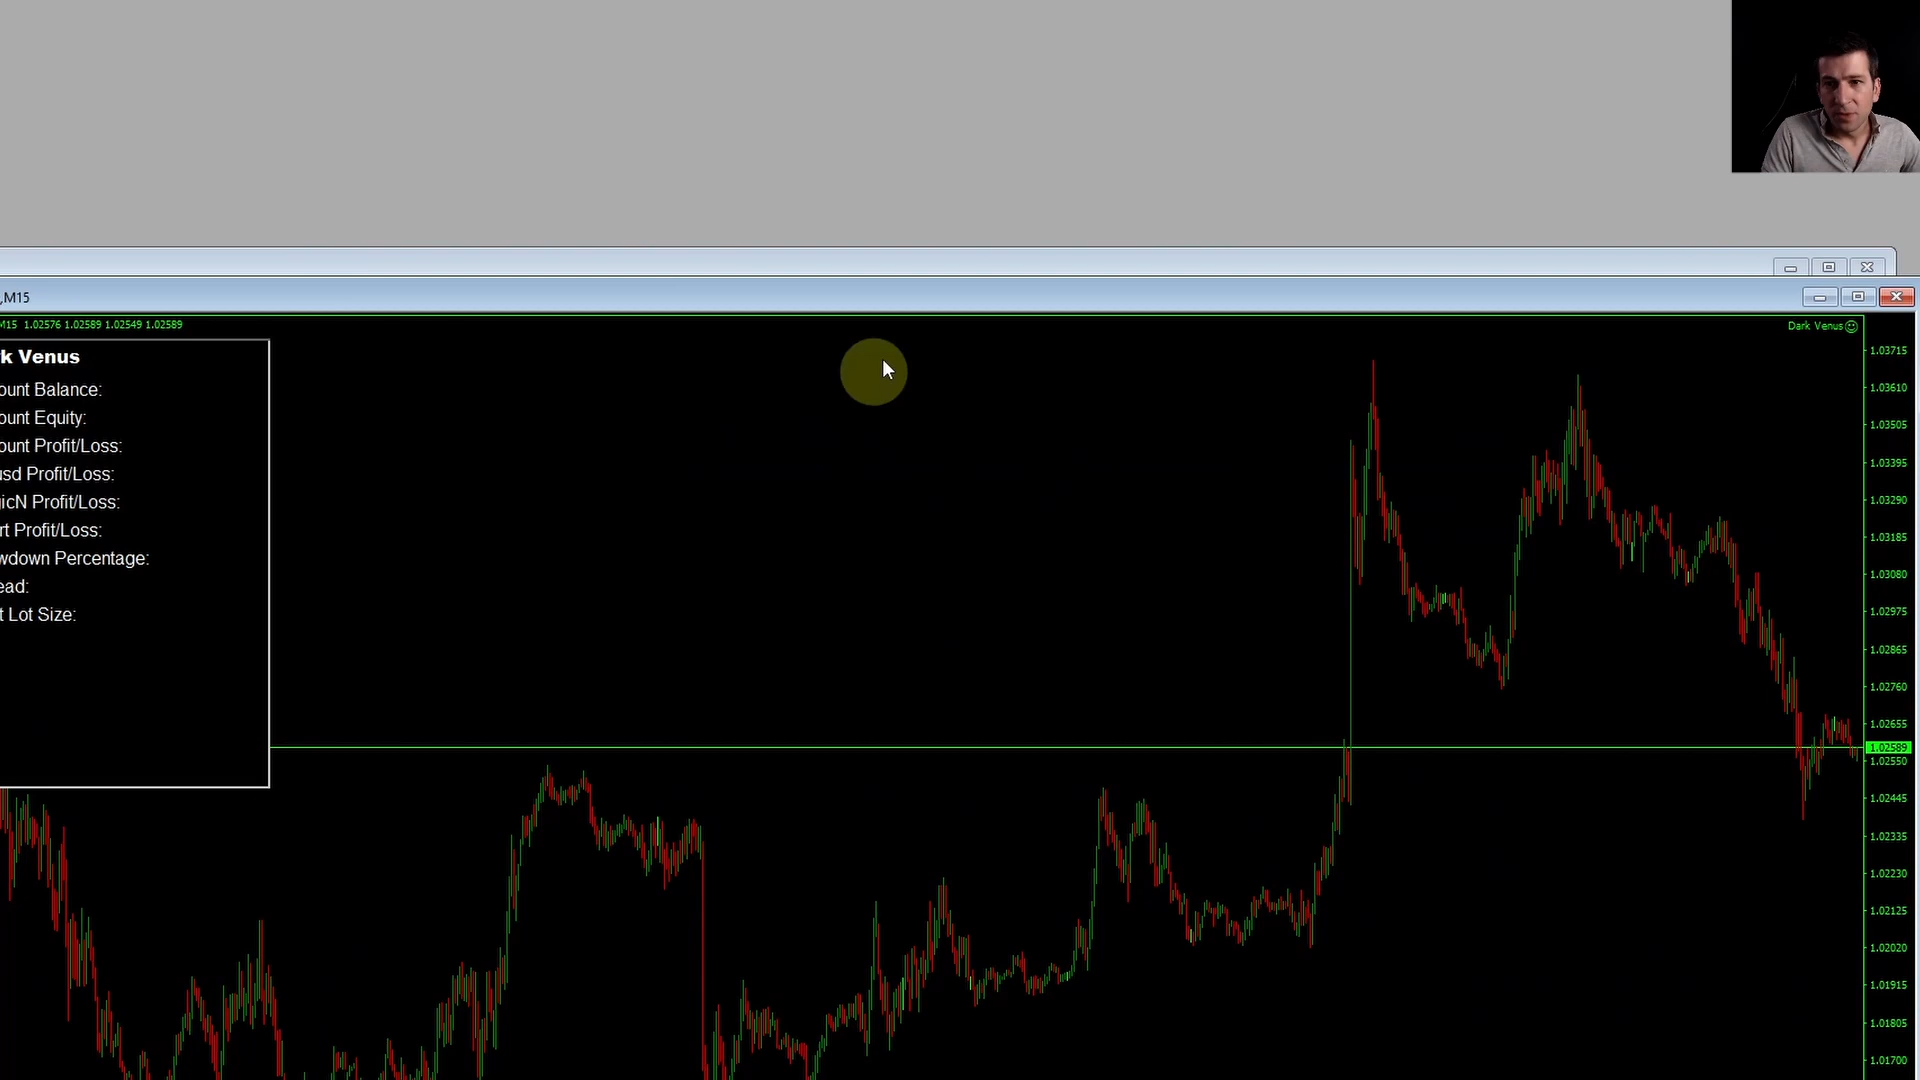 ,M15
M15 1.02576 1.02589 1.02549 1.02589
Dark Venus
k Venus
ount Balance:
ount Equity:
ount Profit/Loss:
usd Profit/Loss:
gicN Profit/Loss:
rt Profit/Loss:
wdown Percentage:
ead:
t Lot Size:
1.03715
1.03610
1.03505
1.03395
1.03290
1.03185
1.03080
1.02975
1.02865
1.02760
1.02655
1.02589
1.02550
1.02445
1.02335
1.02230
1.02125
1.02020
1.01915
1.01805
1.01700